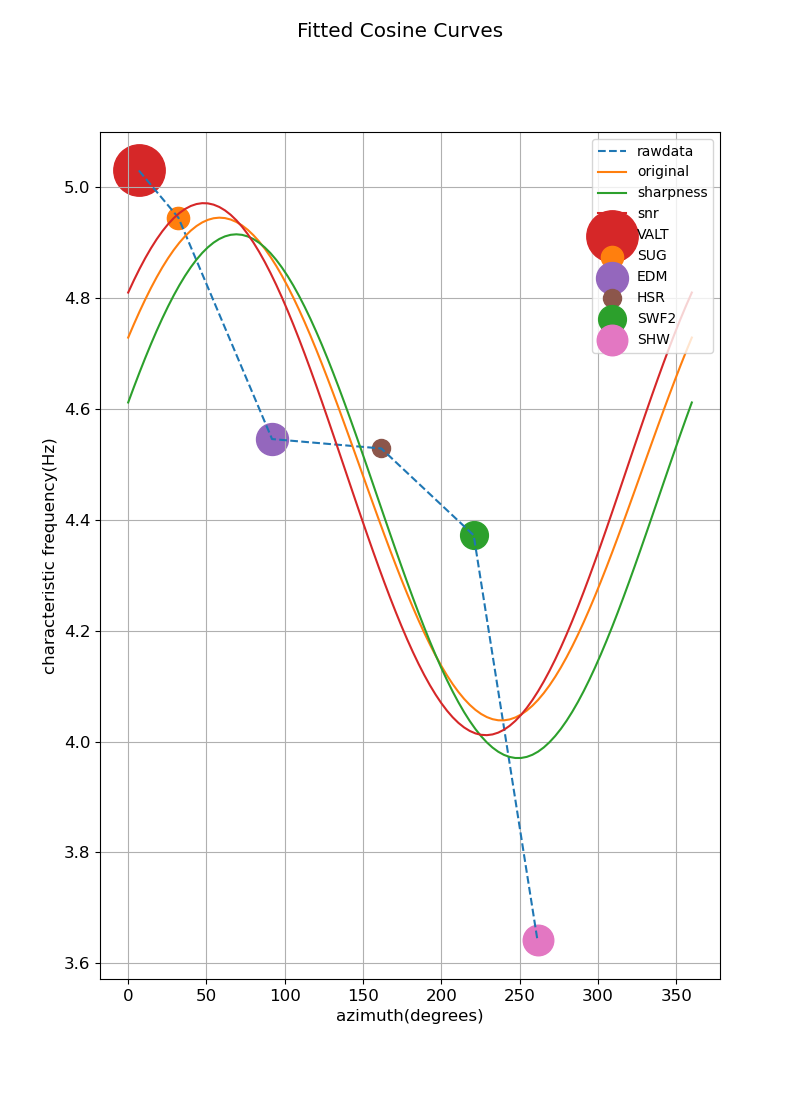 Fitted Cosine Curves
rawdata
original
sharpness
snr
VALT
SUG
EDM
HSR
SWF2
SHW
5.0
4.8
4.6
4.4
4.2
4.0
3.8
3.6
characteristic frequency(Hz)
0 50 100 150 200 250 300 350
azimuth(degrees)